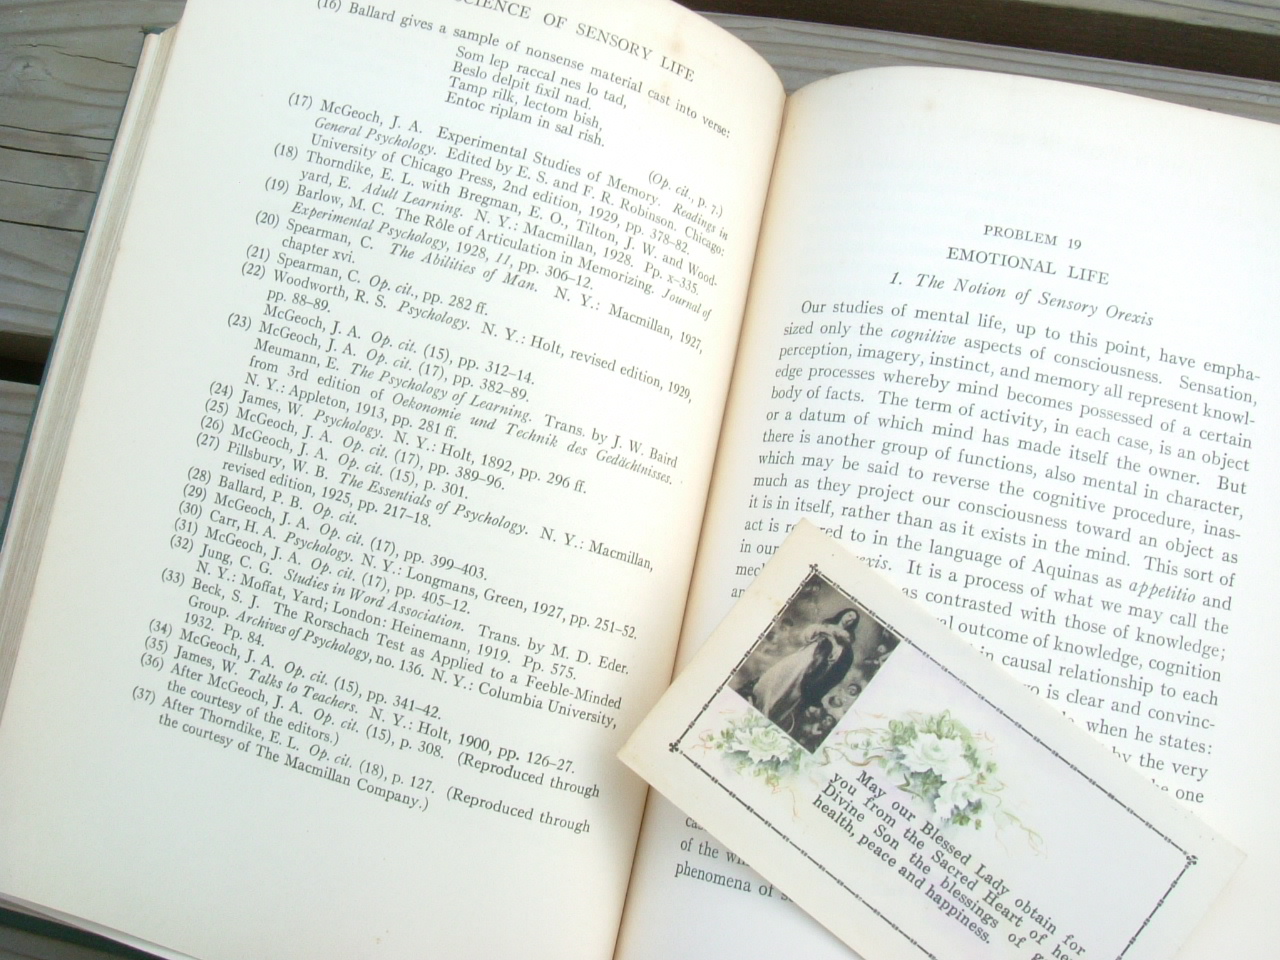 SCIENCE OF SENSORY LIFE
(16) Ballard gives a sample of nonsense material cast into verse:
Som lep raccal nes lo tad,
Beslo delpit fixil nad,
Tamp rilk, lectom bish,
Entoc riplam in sal rish.
(Op. cit., p. 7.)
(17) McGeoch, J. A. Experimental Studies of Memory. Readings in
General Psychology. Edited by E. S. and F. R. Robinson. Chicago:
University of Chicago Press, 2nd edition, 1929, pp. 378–82.
(18) Thorndike, E. L. with Bregman, E. O., Tilton, J. W. and Wood-
yard, E. Adult Learning. N. Y.: Macmillan, 1928. Pp. x–335.
(19) Barlow, M. C. The Rôle of Articulation in Memorizing. Journal of
Experimental Psychology, 1928, 11, pp. 306–12.
(20) Spearman, C. The Abilities of Man. N. Y.: Macmillan, 1927,
chapter xvi.
(21) Spearman, C. Op. cit., pp. 282 ff.
(22) Woodworth, R. S. Psychology. N. Y.: Holt, revised edition, 1929,
pp. 88–89.
McGeoch, J. A. Op. cit. (15), pp. 312–14.
McGeoch, J. A. Op. cit. (17), pp. 382–89.
(23) Meumann, E. The Psychology of Learning. Trans. by J. W. Baird
from 3rd edition of Oekonomie und Technik des Gedächtnisses.
N. Y.: Appleton, 1913, pp. 281 ff.
(24) James, W. Psychology. N. Y.: Holt, 1892, pp. 296 ff.
(25) McGeoch, J. A. Op. cit. (17), pp. 389–96.
(26) McGeoch, J. A. Op. cit. (15), p. 301.
(27) Pillsbury, W. B. The Essentials of Psychology. N. Y.: Macmillan,
revised edition, 1925, pp. 217–18.
(28) Ballard, P. B. Op. cit.
(29) McGeoch, J. A. Op. cit. (17), pp. 399–403.
(30) Carr, H. A. Psychology. N. Y.: Longmans, Green, 1927, pp. 251–52.
(31) McGeoch, J. A. Op. cit. (17), pp. 405–12.
(32) Jung, C. G. Studies in Word Association. Trans. by M. D. Eder.
N. Y.: Moffat, Yard; London: Heinemann, 1919. Pp. 575.
(33) Beck, S. J. The Rorschach Test as Applied to a Feeble-Minded
Group. Archives of Psychology, no. 136. N. Y.: Columbia University,
1932. Pp. 84.
(34) McGeoch, J. A. Op. cit. (15), pp. 341–42.
(35) James, W. Talks to Teachers. N. Y.: Holt, 1900, pp. 126–27.
(36) After McGeoch, J. A. Op. cit. (15), p. 308. (Reproduced through
the courtesy of the editors.)
(37) After Thorndike, E. L. Op. cit. (18), p. 127. (Reproduced through
the courtesy of The Macmillan Company.)
PROBLEM 19
EMOTIONAL LIFE
1. The Notion of Sensory Orexis
Our studies of mental life, up to this point, have empha-
sized only the cognitive aspects of consciousness. Sensation,
perception, imagery, instinct, and memory all represent knowl-
edge processes whereby mind becomes possessed of a certain
body of facts. The term of activity, in each case, is an object
or a datum of which mind has made itself the owner. But
there is another group of functions, also mental in character,
which may be said to reverse the cognitive procedure, inas-
much as they project our consciousness toward an object as
it is in itself, rather than as it exists in the mind. This sort of
act is to in the language of Aquinas as appetitio and
in our It is a process of what we may call the
as contrasted with those of knowledge;
outcome of knowledge, cognition
in causal relationship to each
is clear and convinc-
when he states:
by the very
one
of the
phenomena of
May our Blessed Lady obtain for
you from the Sacred Heart of her
Divine Son the blessings of
health, peace and happiness.